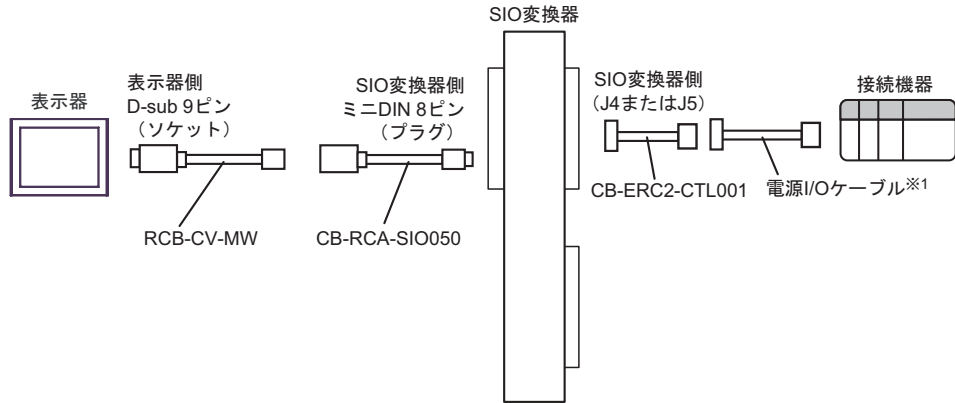 SIO変換器
表示器
表示器側
D-sub 9ピン
（ソケット）
SIO変換器側
ミニDIN 8ピン
（プラグ）
SIO変換器側
（J4またはJ5）
接続機器
RCB-CV-MW
CB-RCA-SIO050
CB-ERC2-CTL001
電源I/Oケーブル※1